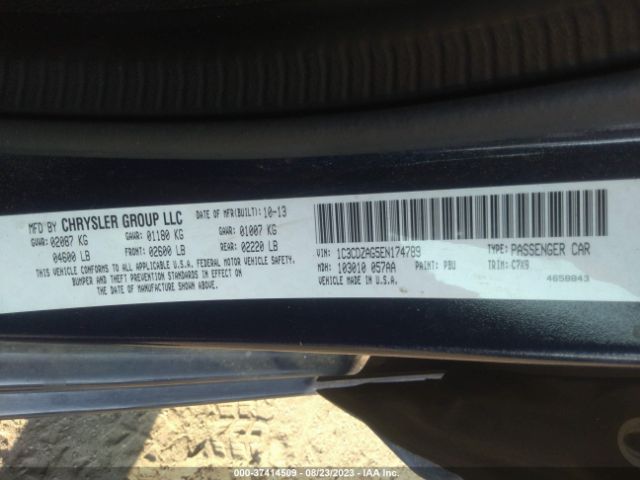 MFD BY CHRYSLER GROUP LLC DATE OF MFR(BUILT): 10-13
GVWR: 02087 KG GAWR: 01180 KG GAWR: 01007 KG
04600 LB FRONT: 02600 LB REAR: 02220 LB
THIS VEHICLE CONFORMS TO ALL APPLICABLE U.S.A. FEDERAL MOTOR VEHICLE SAFETY,
BUMPER AND THEFT PREVENTION STANDARDS IN EFFECT ON THE
DATE OF MANUFACTURE SHOWN ABOVE.
VIN: 1C3CDZAG5EN174789 TYPE: PASSENGER CAR
MDH: 103010 057AA PAINT: PBU TRIM: C7X9
VEHICLE MADE IN U.S.A. 4650843
000-37414509 - 08/23/2023 - IAA Inc.